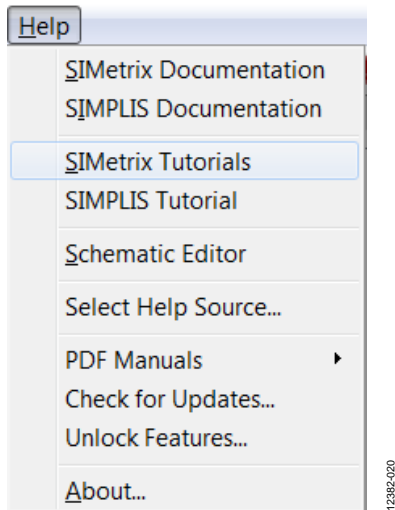 Help
SIMetrix Documentation
SIMPLIS Documentation
SIMetrix Tutorials
SIMPLIS Tutorial
Schematic Editor
Select Help Source...
PDF Manuals
Check for Updates...
Unlock Features...
About...
12382-020